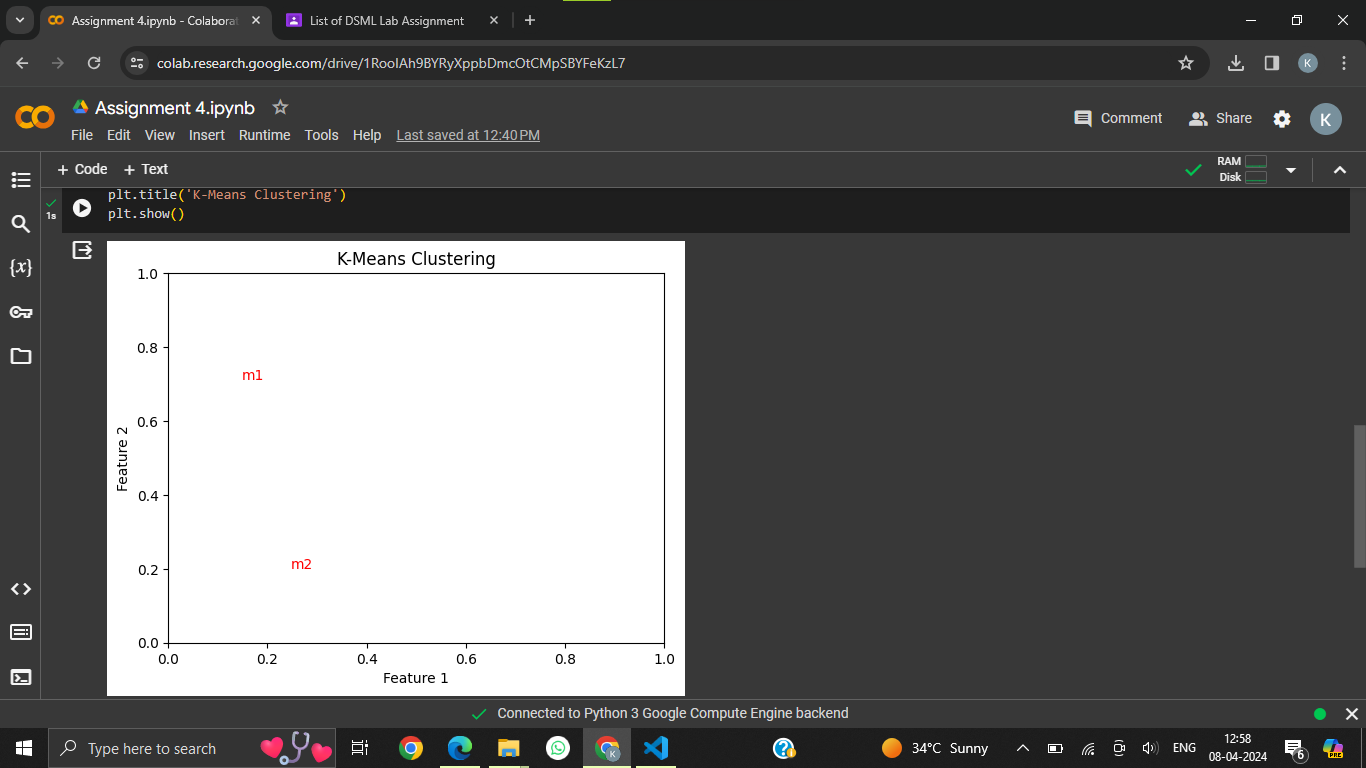 Assignment 4.ipynb - Colaborat
List of DSML Lab Assignment
colab.research.google.com/drive/1RooIAh9BYRyXppbDmcOtCMpSBYFeKzL7
K
Assignment 4.ipynb
File Edit View Insert Runtime Tools Help Last saved at 12:40 PM
Comment
Share
K
+ Code + Text
RAM
Disk
1s
plt.title('K-Means Clustering')
plt.show()
{x}
K-Means Clustering
1.0
0.8
m1
0.6
Feature 2
0.4
0.2
m2
0.0
0.0 0.2 0.4 0.6 0.8 1.0
Feature 1
Connected to Python 3 Google Compute Engine backend
Type here to search
K
34°C Sunny
ENG
12:58
08-04-2024
6
PRE